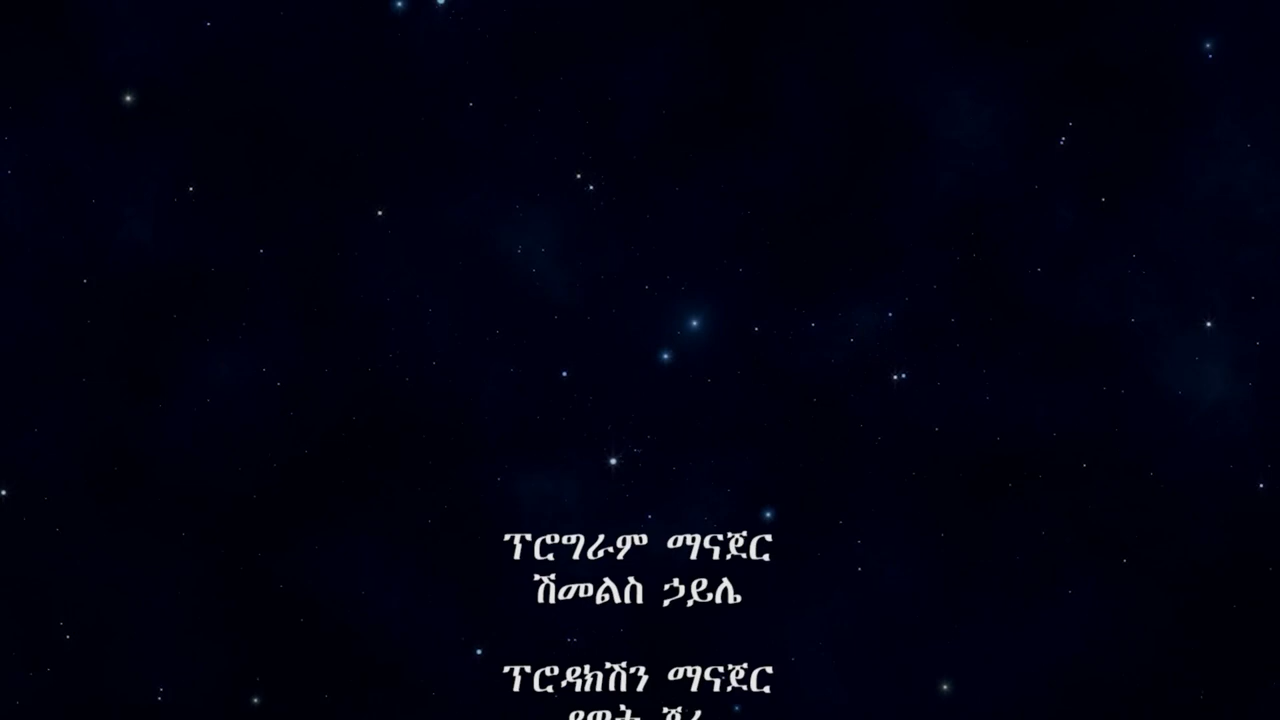 ፕሮግራም ማናጀር
ሽመልስ ኃይሌ
ፕሮዳክሽን ማናጀር